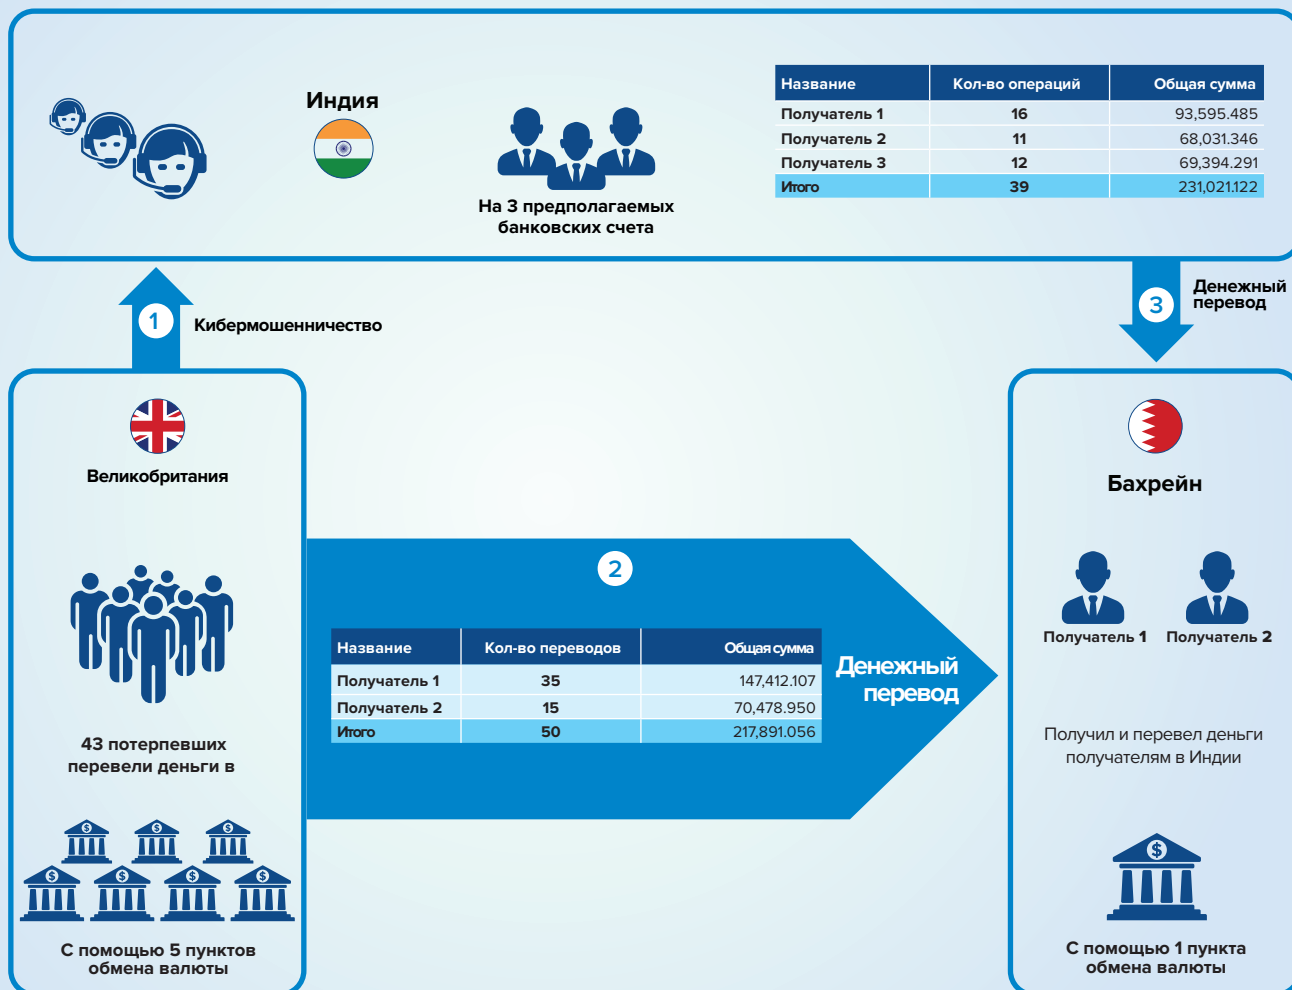 Индия
На 3 предполагаемых
банковских счета
Название Кол-во операций Общая сумма
Получатель 1 16 93,595.485
Получатель 2 11 68,031.346
Получатель 3 12 69,394.291
Итого 39 231,021.122
1
Кибермошенничество
3
Денежный
перевод
Великобритания
43 потерпевших
перевели деньги в
$ $ $
$ $ $ $
С помощью 5 пунктов
обмена валюты
2
Название Кол-во переводов Общая сумма
Получатель 1 35 147,412.107
Получатель 2 15 70,478.950
Итого 50 217,891.056
Денежный
перевод
Бахрейн
Получатель 1 Получатель 2
Получил и перевел деньги
получателям в Индии
$
С помощью 1 пункта
обмена валюты